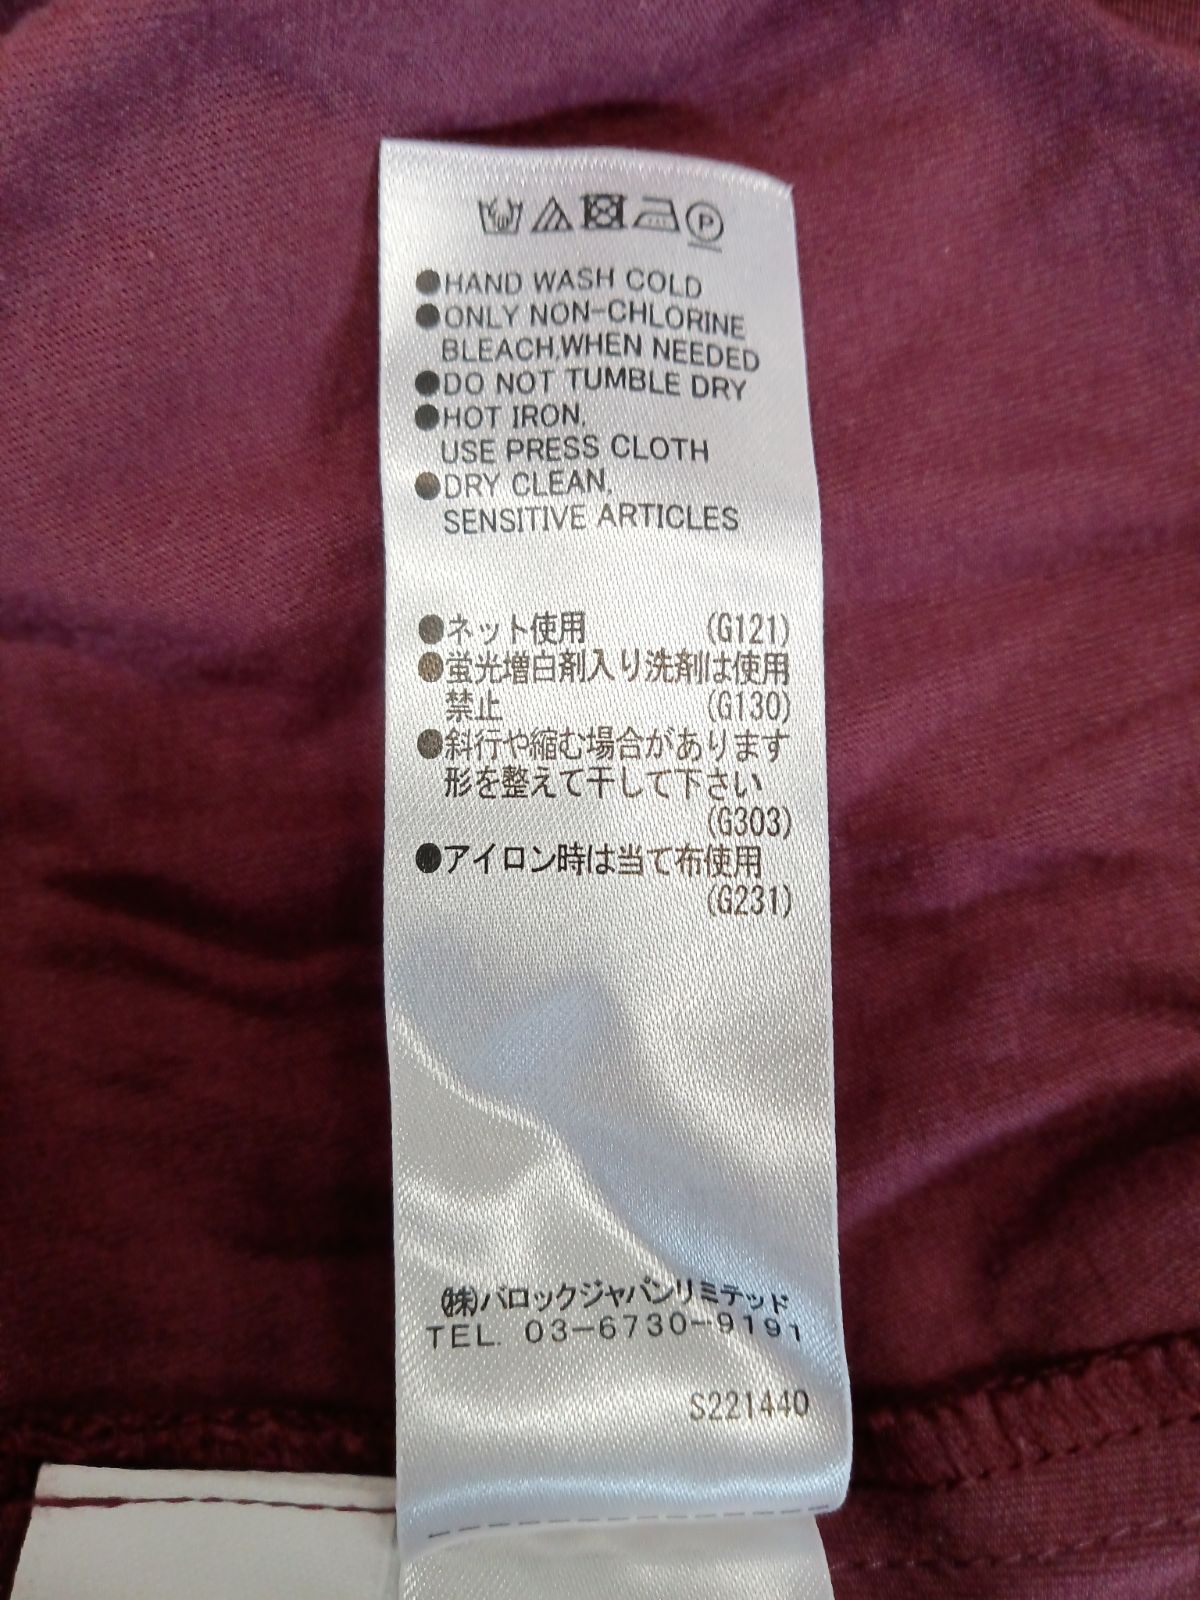 P
●HAND WASH COLD
●ONLY NON-CHLORINE
BLEACH.WHEN NEEDED
●DO NOT TUMBLE DRY
●HOT IRON.
USE PRESS CLOTH
●DRY CLEAN.
SENSITIVE ARTICLES
●ネット使用 (G121)
●蛍光増白剤入り洗剤は使用
禁止 (G130)
●斜行や縮む場合があります
形を整えて干して下さい
(G303)
●アイロン時は当て布使用
(G231)
㈱バロックジャパンリミテッド
TEL. 03-6730-9191
S221440